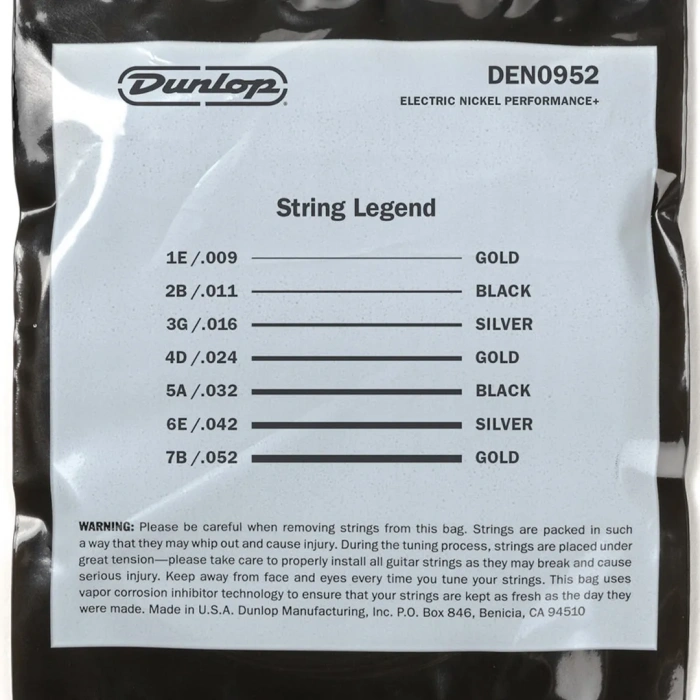 Dunlop®
DEN0952
ELECTRIC NICKEL PERFORMANCE+
String Legend
1E /.009 GOLD
2B /.011 BLACK
3G /.016 SILVER
4D /.024 GOLD
5A /.032 BLACK
6E /.042 SILVER
7B /.052 GOLD
WARNING: Please be careful when removing strings from this bag. Strings are packed in such
a way that they may whip out and cause injury. During the tuning process, strings are placed under
great tension—please take care to properly install all guitar strings as they may break and cause
serious injury. Keep away from face and eyes every time you tune your strings. This bag uses
vapor corrosion inhibitor technology to ensure that your strings are kept as fresh as the day they
were made. Made in U.S.A. Dunlop Manufacturing, Inc. P.O. Box 846, Benicia, CA 94510